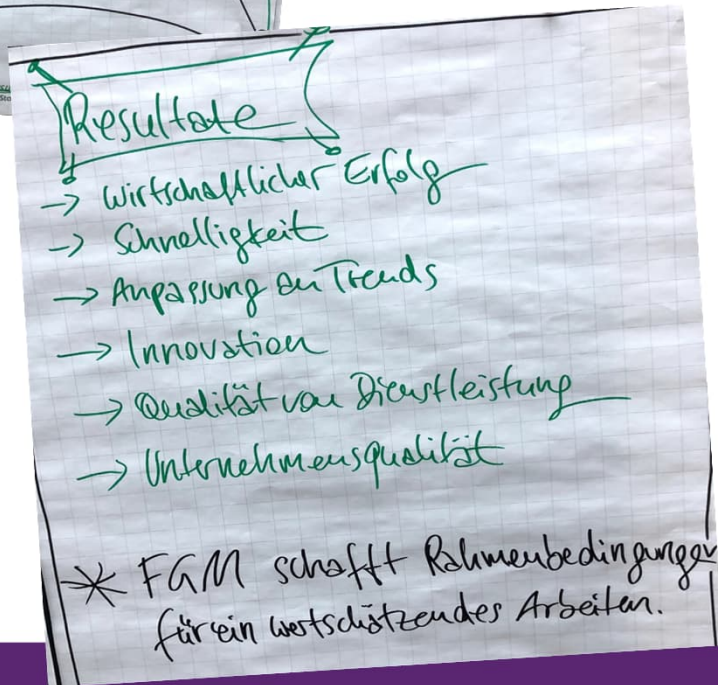 Resultate
→ Wirtschaftlicher Erfolg
→ Schnelligkeit
→ Anpassung an Trends
→ Innovation
→ Qualität von Dienstleistung
→ Unternehmensqualität
* FGM schafft Rahmenbedingungen
für ein wertschätzendes Arbeiten.